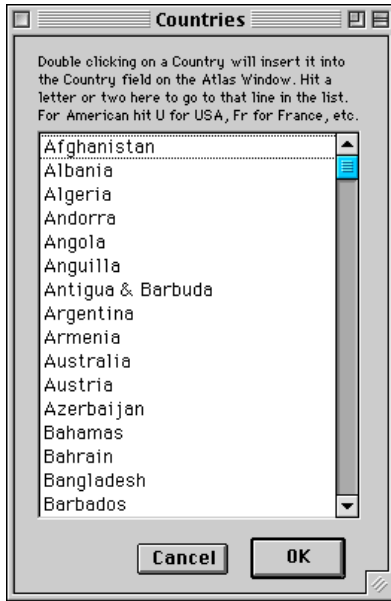 Countries
Double clicking on a Country will insert it into
the Country field on the Atlas Window. Hit a
letter or two here to go to that line in the list.
For American hit U for USA, Fr for France, etc.
Afghanistan
Albania
Algeria
Andorra
Angola
Anguilla
Antigua & Barbuda
Argentina
Armenia
Australia
Austria
Azerbaijan
Bahamas
Bahrain
Bangladesh
Barbados
Cancel
OK